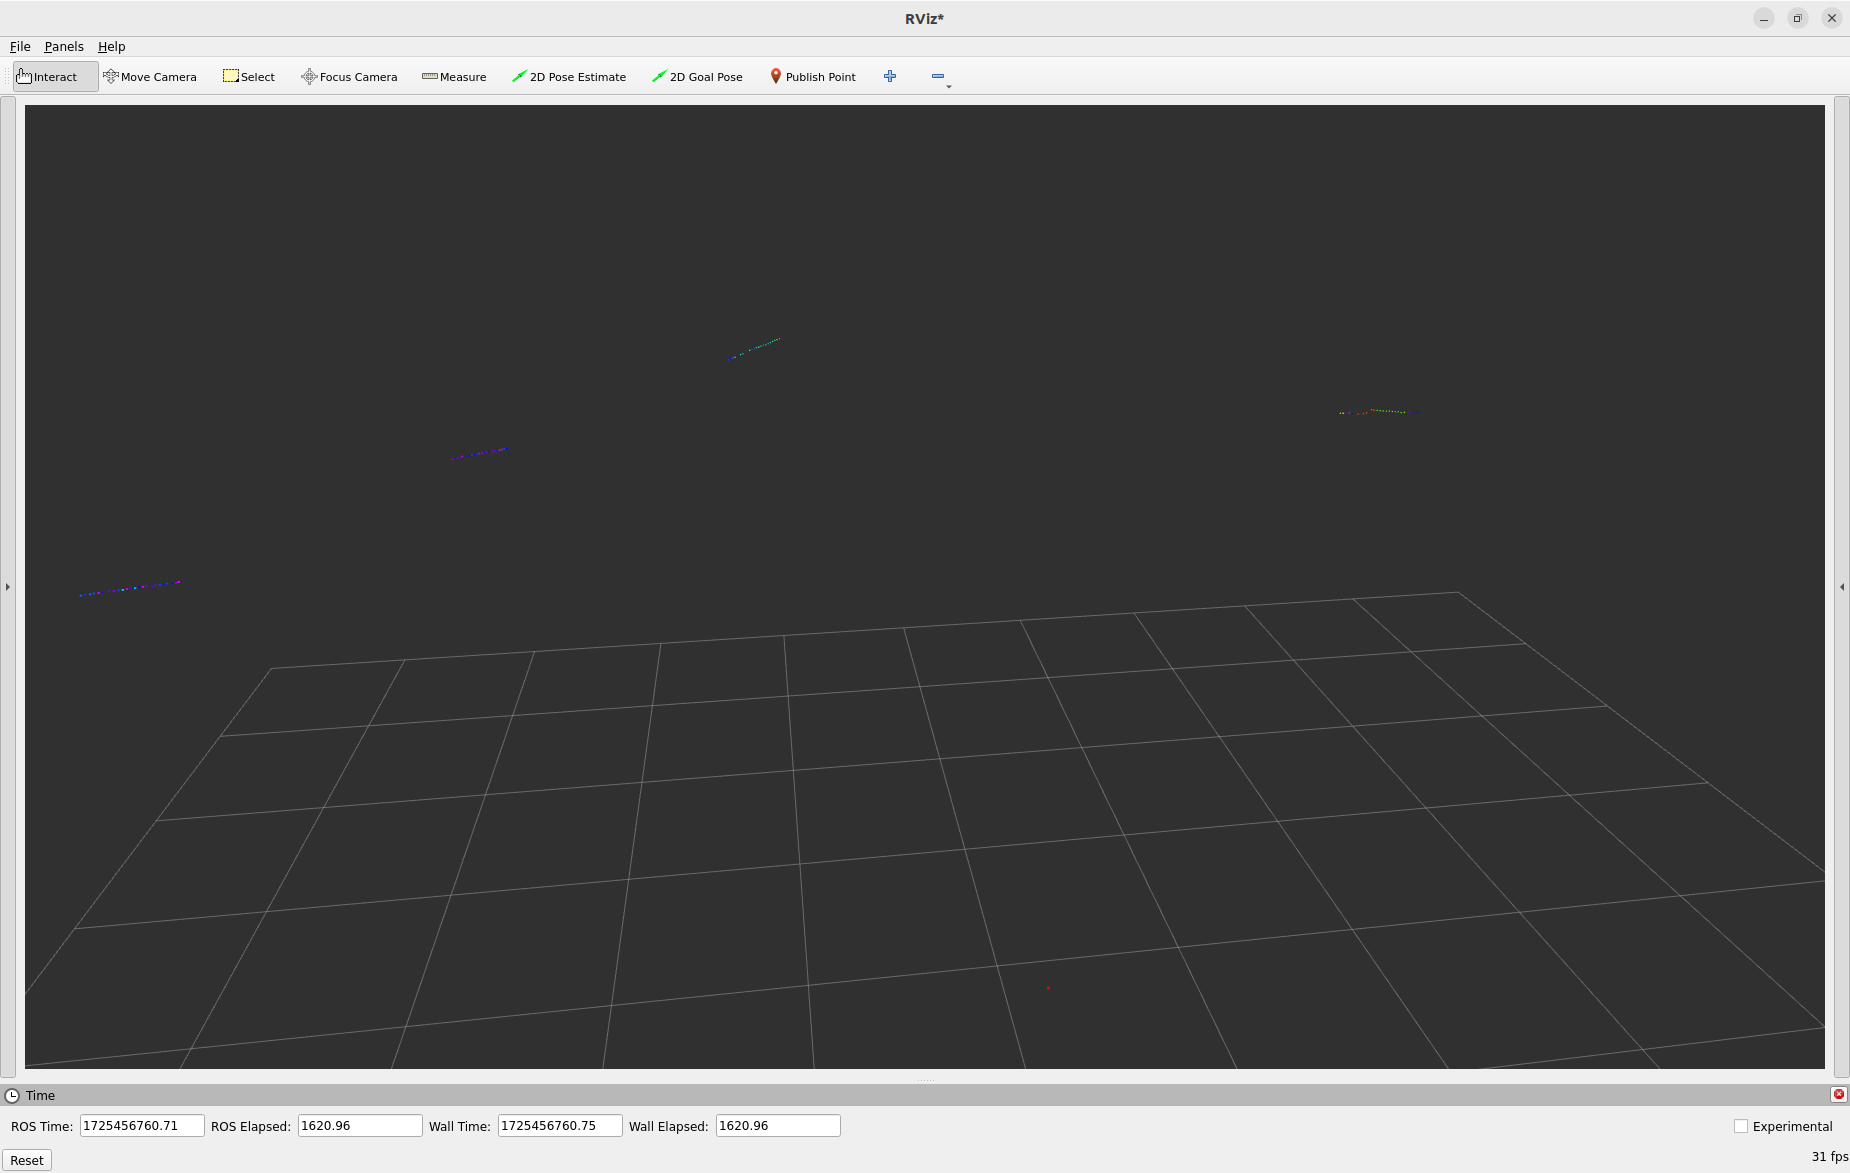 RViz*
File Panels Help
Interact Move Camera Select Focus Camera Measure 2D Pose Estimate 2D Goal Pose Publish Point
Time
ROS Time: 1725456760.71 ROS Elapsed: 1620.96 Wall Time: 1725456760.75 Wall Elapsed: 1620.96 Experimental
Reset 31 fps